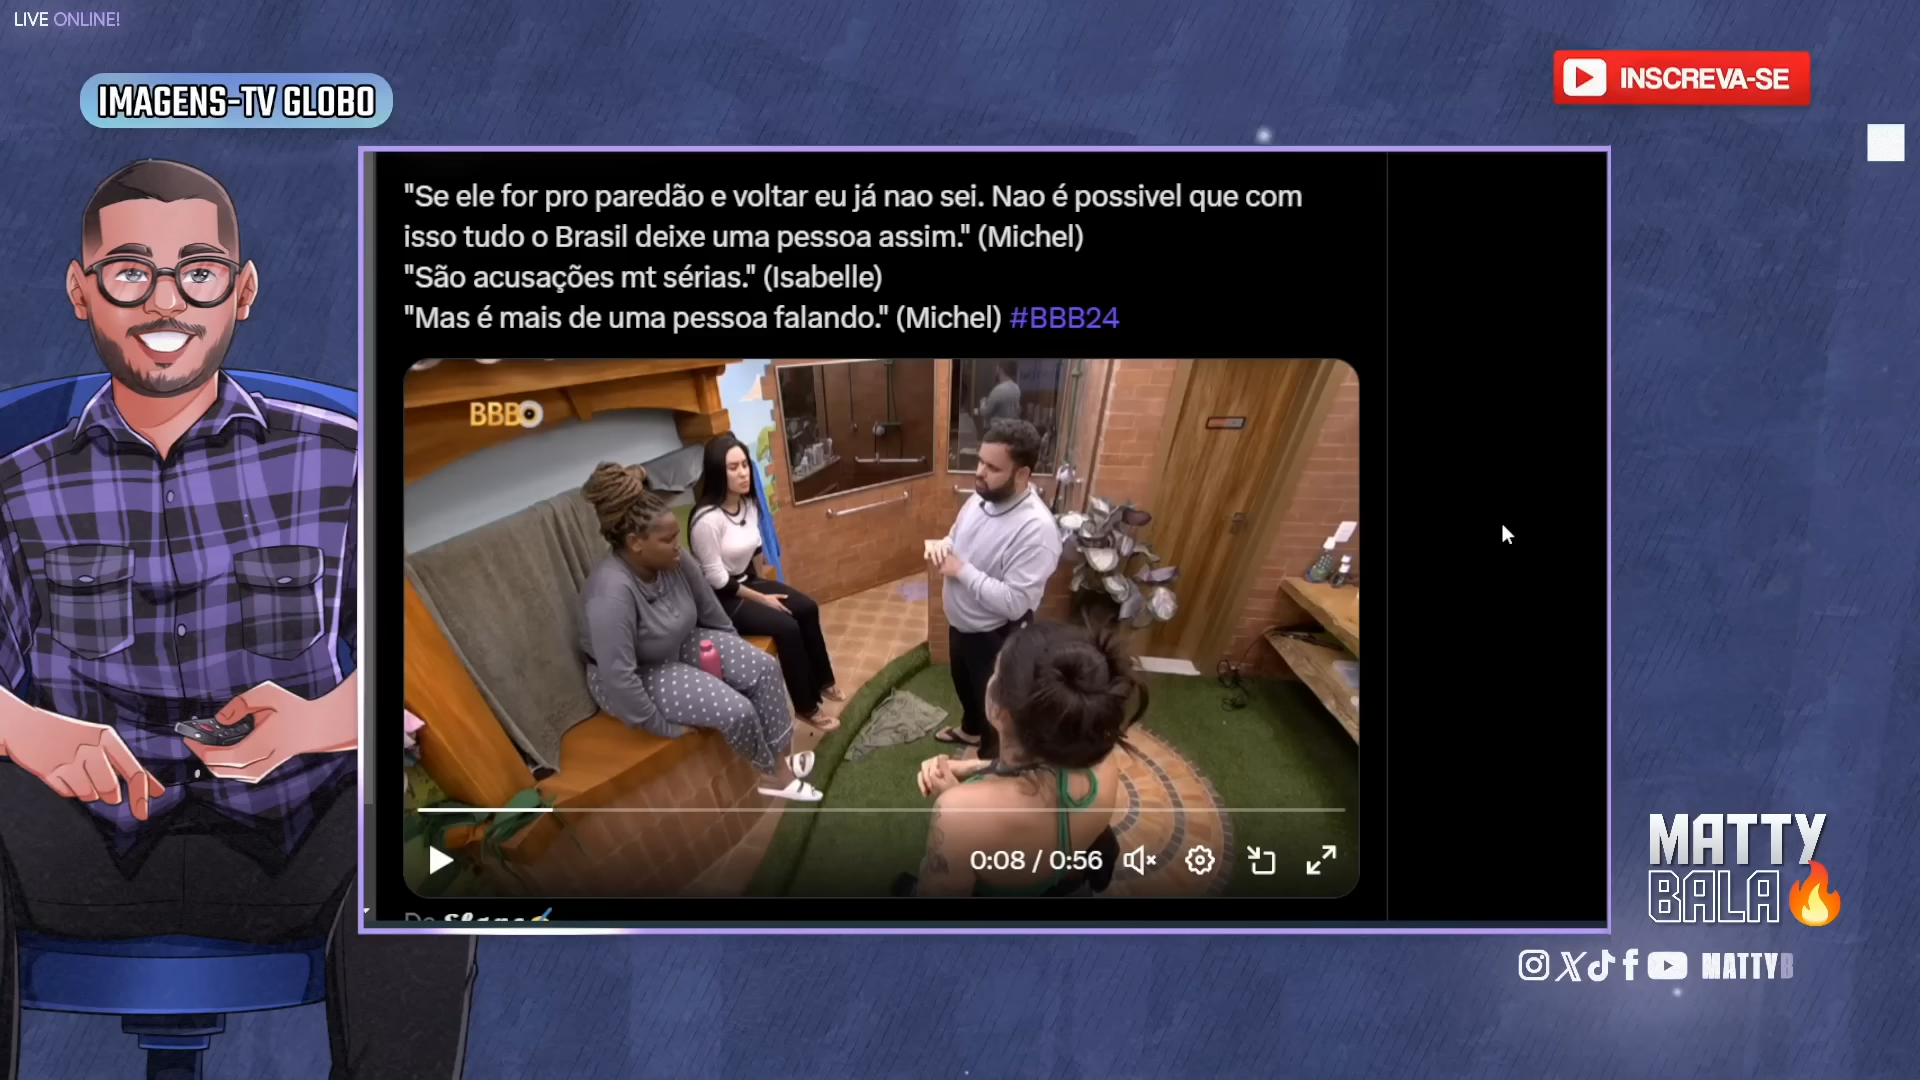 LIVE ONLINE!
IMAGENS-TV GLOBO
INSCREVA-SE
"Se ele for pro paredão e voltar eu já nao sei. Nao é possivel que com
isso tudo o Brasil deixe uma pessoa assim." (Michel)
"São acusações mt sérias." (Isabelle)
"Mas é mais de uma pessoa falando." (Michel) #BBB24
BBB
0:08 / 0:56
De
MATTY
BALA
MATTYB